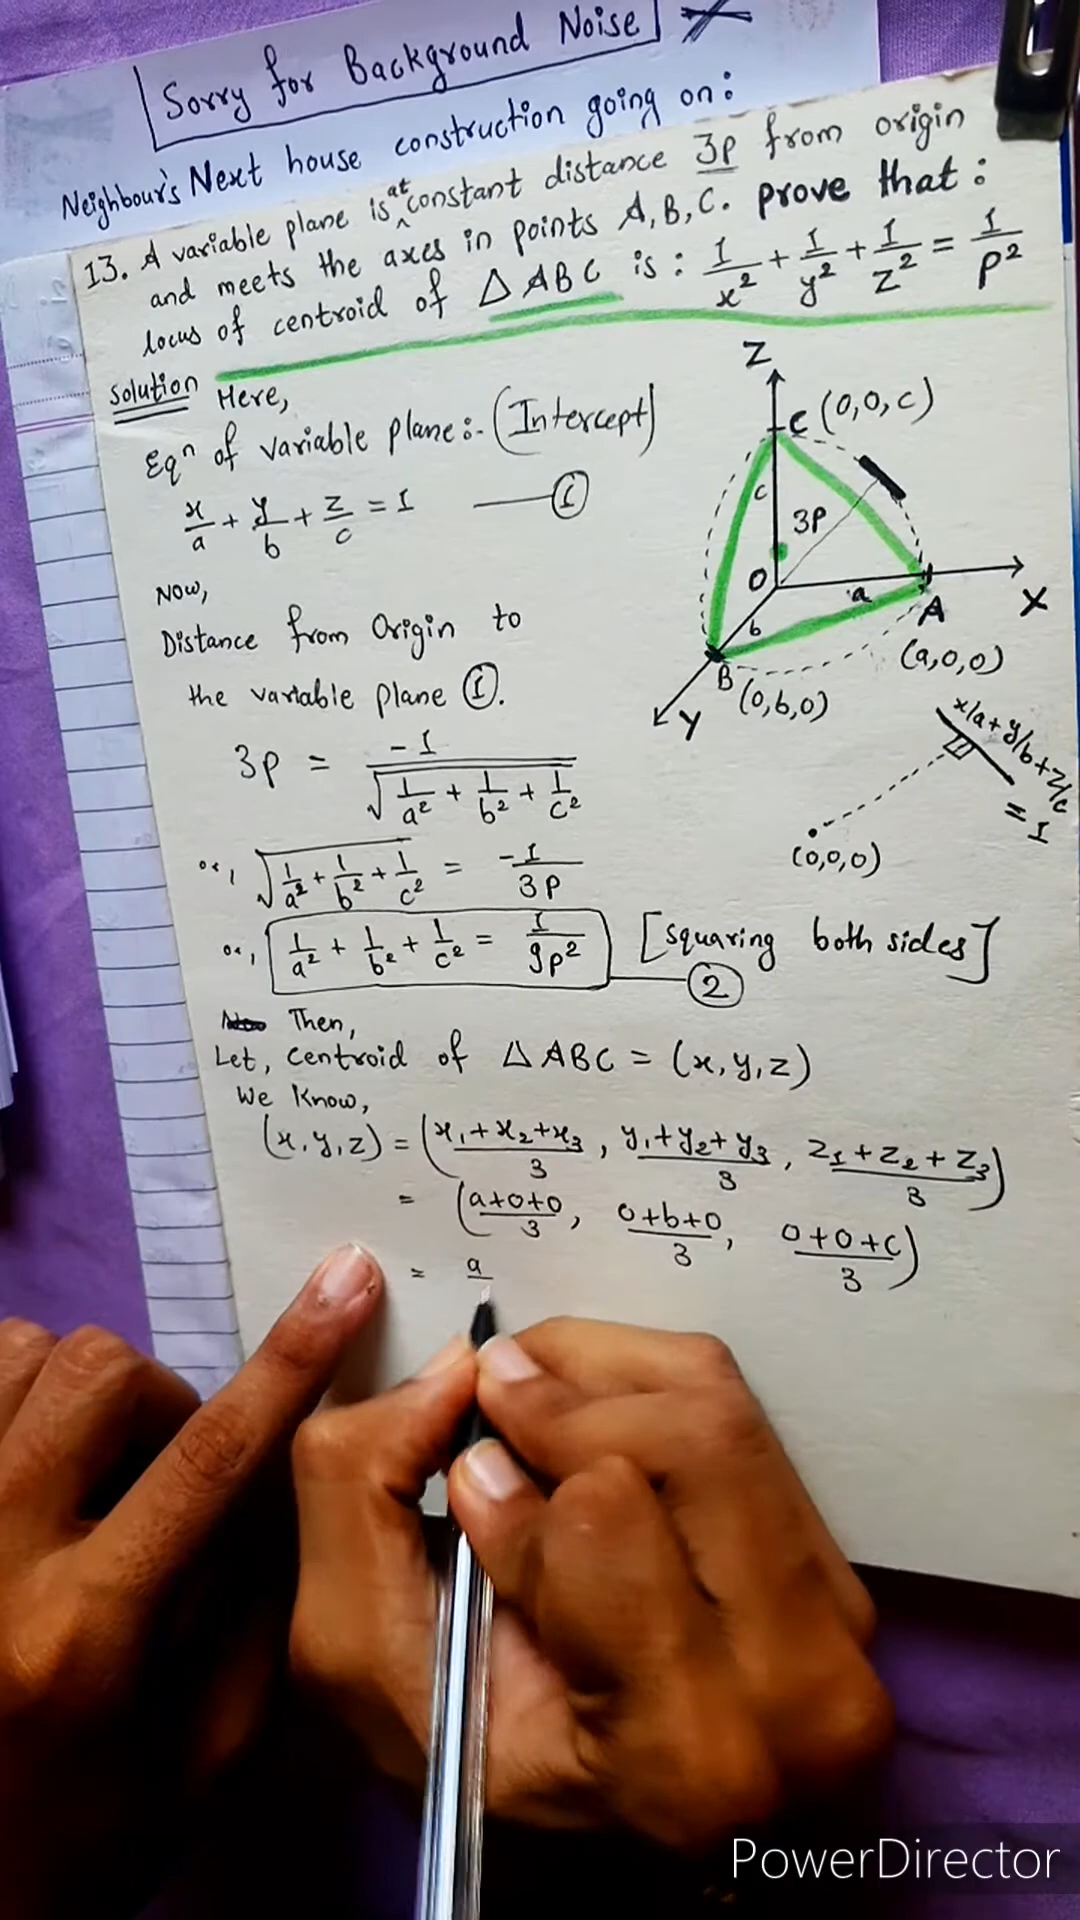 Sorry for Background Noise
Neighbour's Next house construction going on:
13. A variable plane is at constant distance 3p from origin
and meets the axes in points A, B, C. prove that:
locus of centroid of △ ABC is: 1/x² + 1/y² + 1/z² = 1/p²
Solution Here,
Eqⁿ of variable plane:- (Intercept)
x/a + y/b + z/c = 1 —— ①
Now,
Distance from Origin to
the variable plane ①.
3p = -1/√(1/a² + 1/b² + 1/c²)
or, √(1/a² + 1/b² + 1/c²) = -1/3p
or, 1/a² + 1/b² + 1/c² = 1/9p² [squaring both sides]
②
Then,
Let, centroid of △ ABC = (x, y, z)
We Know,
(x, y, z) = (x₁+x₂+x₃/3, y₁+y₂+y₃/3, z₁+z₂+z₃/3)
= (a+0+0/3, 0+b+0/3, 0+0+c/3)
= a
Z
C (0,0,c)
c
3P
O
a
A
X
b
(a,0,0)
B (0,b,0)
Y
x/a + y/b + z/c
= 1
(0,0,0)
PowerDirector